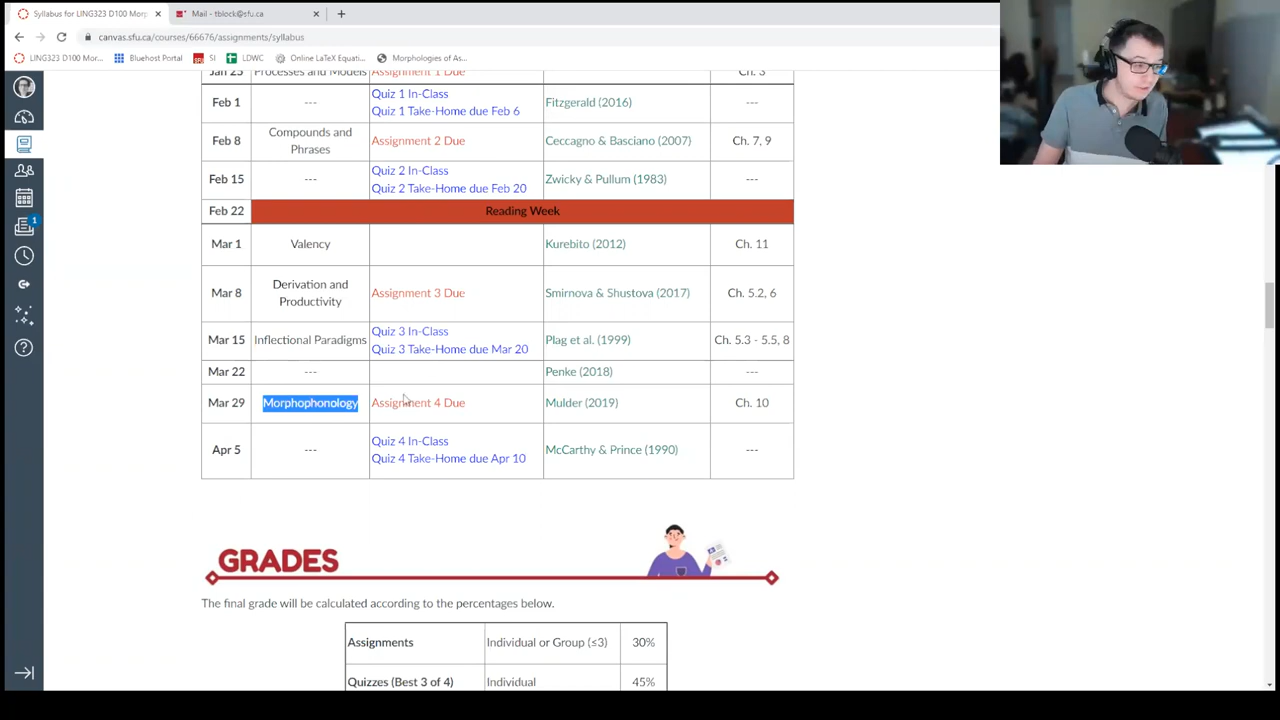 Syllabus for LING323 D100 Morp
Mail - tblock@sfu.ca
canvas.sfu.ca/courses/66676/assignments/syllabus
LING323 D100 Mor...
Bluehost Portal
SI
LDWC
Online LaTeX Equati...
Morphologies of As...
Jan 25 Processes and Models Assignment 1 Due Ch. 3
Feb 1 --- Quiz 1 In-Class Fitzgerald (2016) ---
Quiz 1 Take-Home due Feb 6
Feb 8 Compounds and Assignment 2 Due Ceccagno & Basciano (2007) Ch. 7, 9
Phrases
Feb 15 --- Quiz 2 In-Class Zwicky & Pullum (1983) ---
Quiz 2 Take-Home due Feb 20
Feb 22 Reading Week
Mar 1 Valency Kurebito (2012) Ch. 11
Mar 8 Derivation and Assignment 3 Due Smirnova & Shustova (2017) Ch. 5.2, 6
Productivity
Mar 15 Inflectional Paradigms Quiz 3 In-Class Plag et al. (1999) Ch. 5.3 - 5.5, 8
Quiz 3 Take-Home due Mar 20
Mar 22 --- Penke (2018) ---
Mar 29 Morphophonology Assignment 4 Due Mulder (2019) Ch. 10
Apr 5 --- Quiz 4 In-Class McCarthy & Prince (1990) ---
Quiz 4 Take-Home due Apr 10
1
GRADES
The final grade will be calculated according to the percentages below.
Assignments Individual or Group (≤3) 30%
Quizzes (Best 3 of 4) Individual 45%